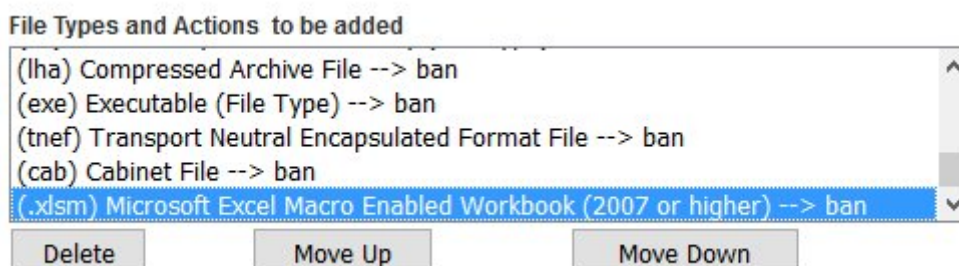 File Types and Actions to be added
(lha) Compressed Archive File --> ban
(exe) Executable (File Type) --> ban
(tnef) Transport Neutral Encapsulated Format File --> ban
(cab) Cabinet File --> ban
(.xlsm) Microsoft Excel Macro Enabled Workbook (2007 or higher) --> ban
Delete Move Up Move Down